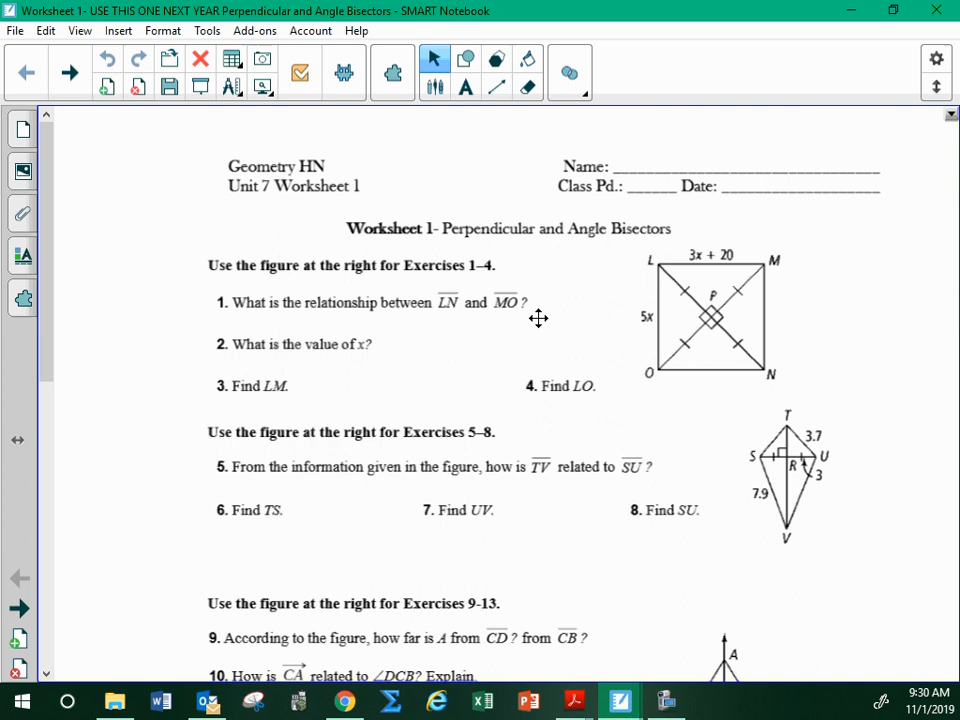 Worksheet 1- USE THIS ONE NEXT YEAR Perpendicular and Angle Bisectors - SMART Notebook
File Edit View Insert Format Tools Add-ons Account Help
Geometry HN
Name: ______________________________
Unit 7 Worksheet 1
Class Pd.: ______ Date: ___________________
Worksheet 1- Perpendicular and Angle Bisectors
Use the figure at the right for Exercises 1–4.
L 3x + 20 M
1. What is the relationship between LN and MO?
P
5x
2. What is the value of x?
O N
3. Find LM. 4. Find LO.
Use the figure at the right for Exercises 5–8.
T
3.7
S R U
3
5. From the information given in the figure, how is TV related to SU?
7.9
6. Find TS. 7. Find UV. 8. Find SU.
V
Use the figure at the right for Exercises 9-13.
9. According to the figure, how far is A from CD? from CB?
A
10. How is CA related to ∠DCB? Explain.
9:30 AM
11/1/2019